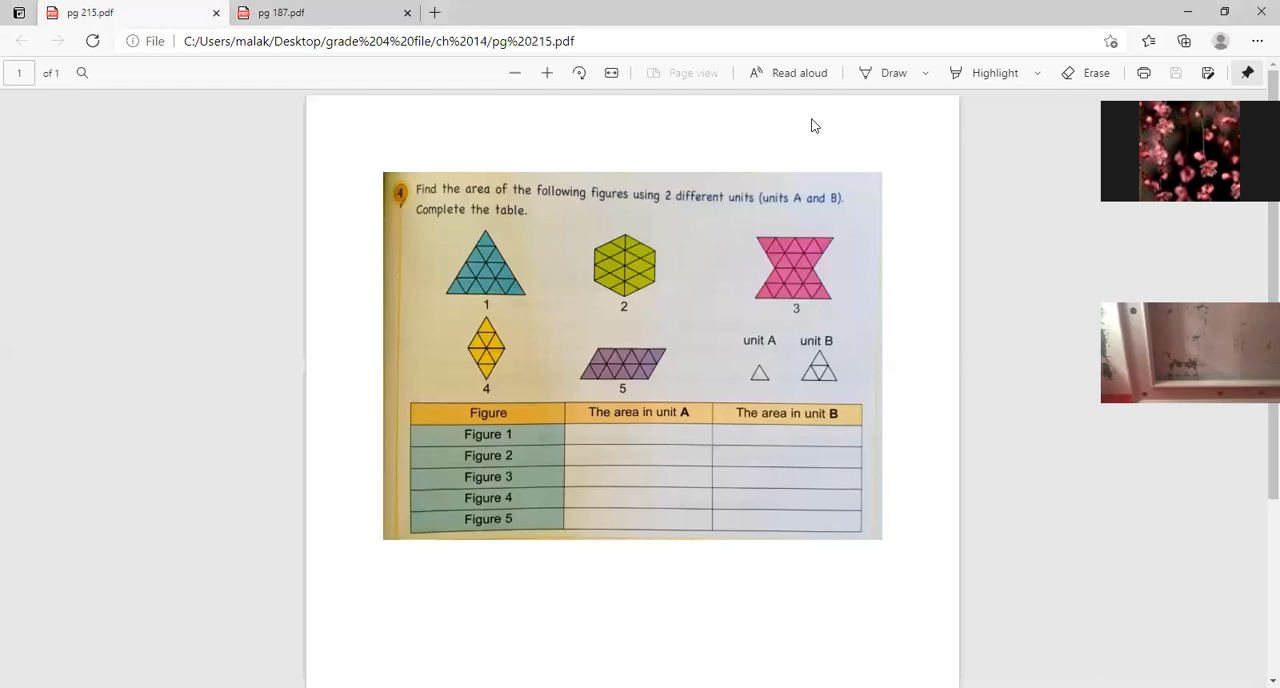 pg 215.pdf
pg 187.pdf
File | C:/Users/malak/Desktop/grade%204%20file/ch%2014/pg%20215.pdf
1 of 1
Page view
Read aloud
Draw
Highlight
Erase
4 Find the area of the following figures using 2 different units (units A and B).
Complete the table.
1
2
3
4
5
unit A unit B
Figure The area in unit A The area in unit B
Figure 1
Figure 2
Figure 3
Figure 4
Figure 5